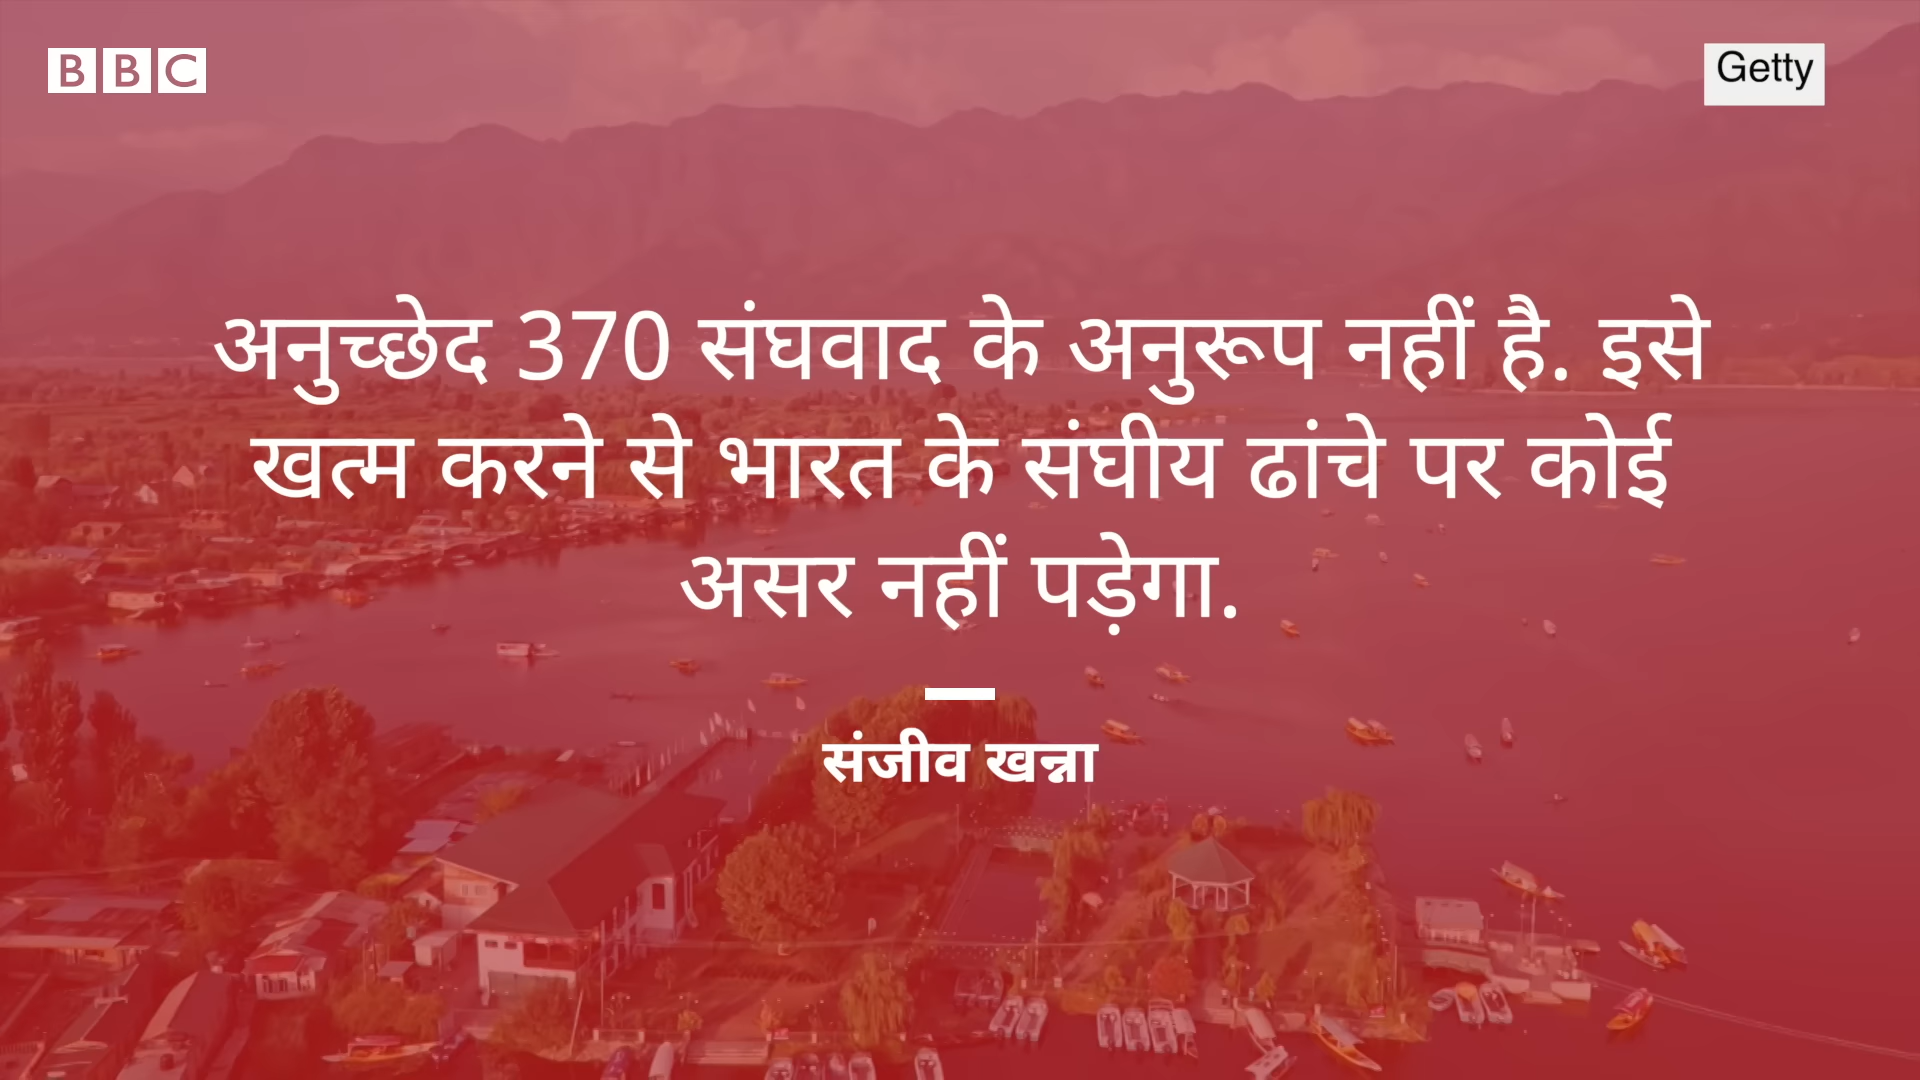 BBC
Getty
अनुच्छेद 370 संघवाद के अनुरूप नहीं है. इसे
खत्म करने से भारत के संघीय ढांचे पर कोई
असर नहीं पड़ेगा.
संजीव खन्ना